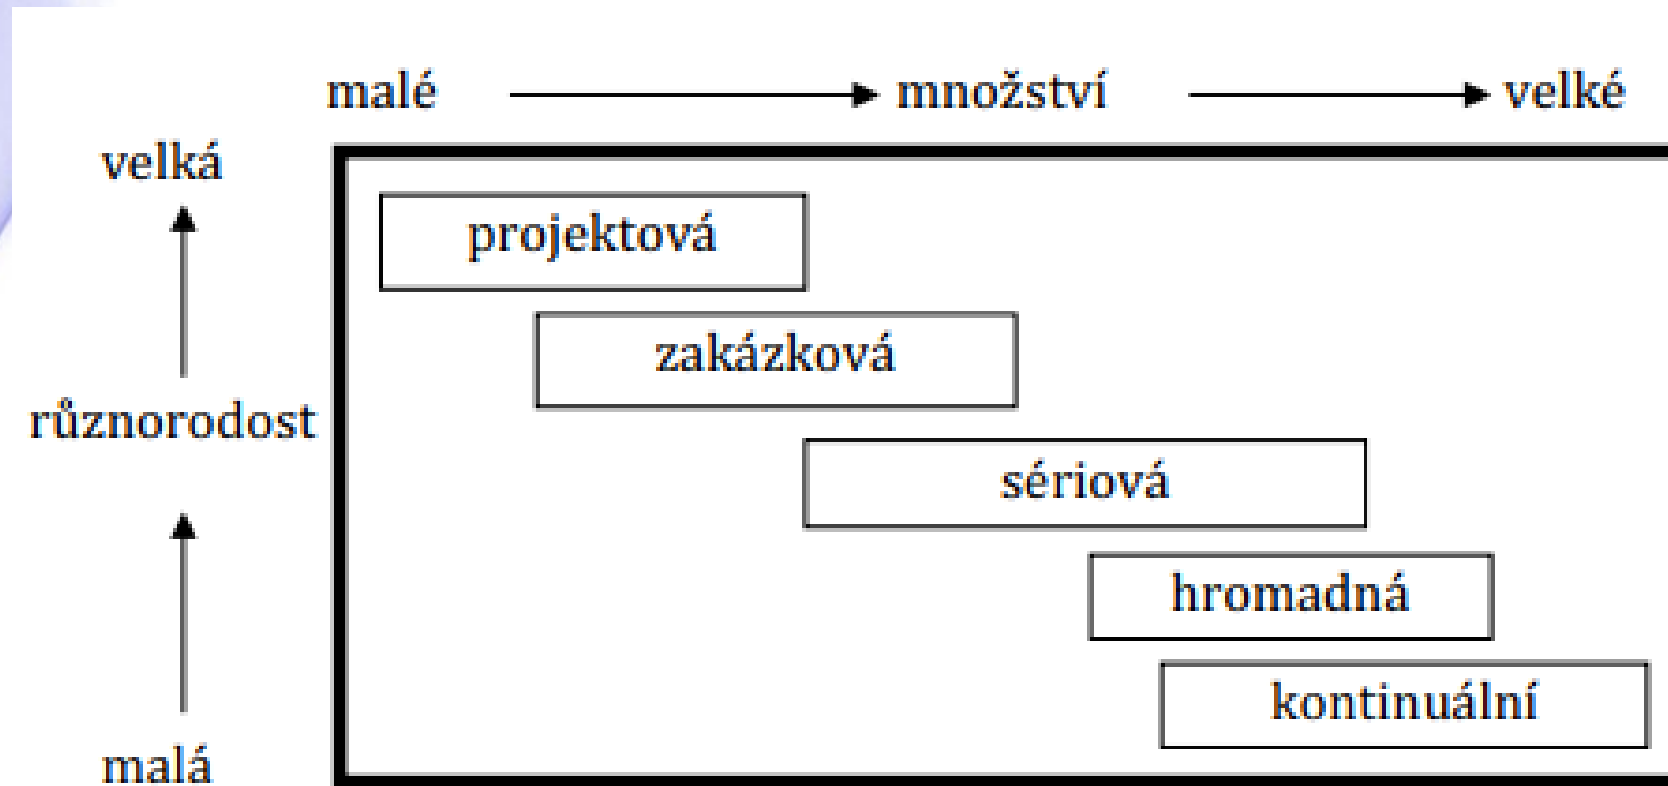 malé množství velké
velká
projektová
zakázková
různorodost
sériová
hromadná
kontinuální
malá